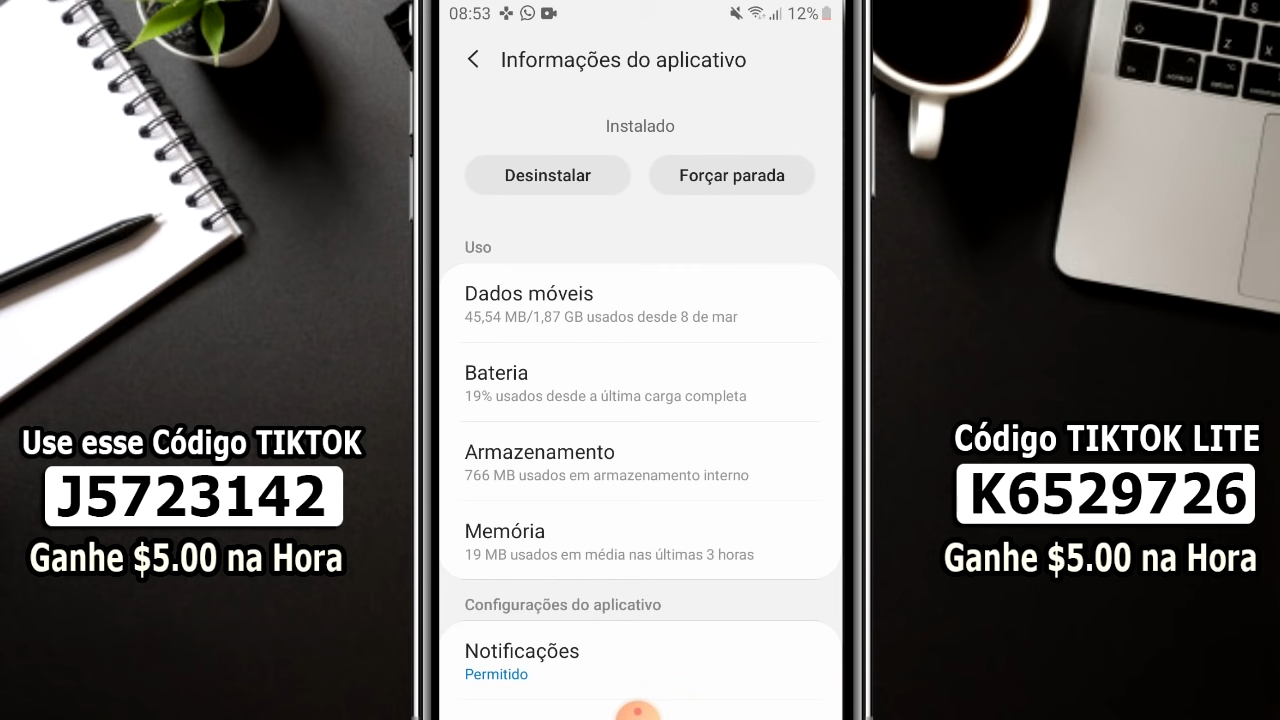 08:53
12%
Informações do aplicativo
Instalado
Desinstalar
Forçar parada
Uso
Dados móveis
45,54 MB/1,87 GB usados desde 8 de mar
Bateria
19% usados desde a última carga completa
Armazenamento
766 MB usados em armazenamento interno
Memória
19 MB usados em média nas últimas 3 horas
Configurações do aplicativo
Notificações
Permitido
Use esse Código TIKTOK
J5723142
Ganhe $5.00 na Hora
Código TIKTOK LITE
K6529726
Ganhe $5.00 na Hora